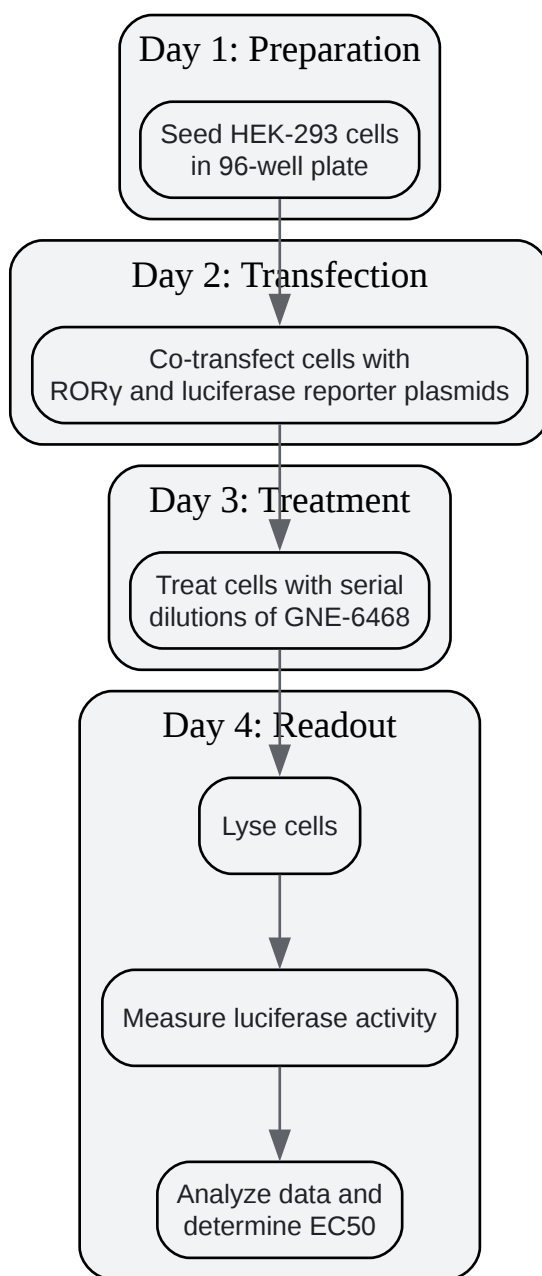 Day 1: Preparation
Seed HEK-293 cells
in 96-well plate
Day 2: Transfection
Co-transfect cells with
RORγ and luciferase reporter plasmids
Day 3: Treatment
Treat cells with serial
dilutions of GNE-6468
Day 4: Readout
Lyse cells
Measure luciferase activity
Analyze data and
determine EC50